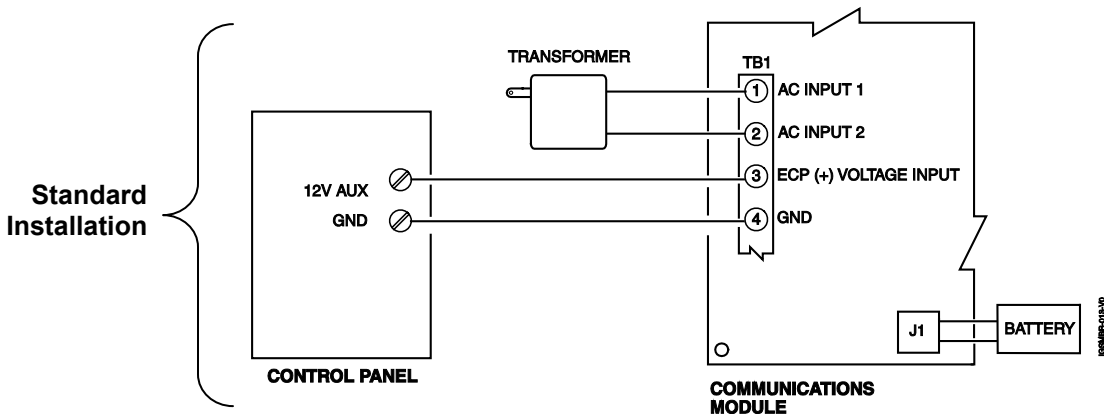 Standard
Installation
TRANSFORMER
TB1
1 AC INPUT 1
2 AC INPUT 2
12V AUX
3 ECP (+) VOLTAGE INPUT
GND
4 GND
CONTROL PANEL
J1
BATTERY
COMMUNICATIONS
MODULE